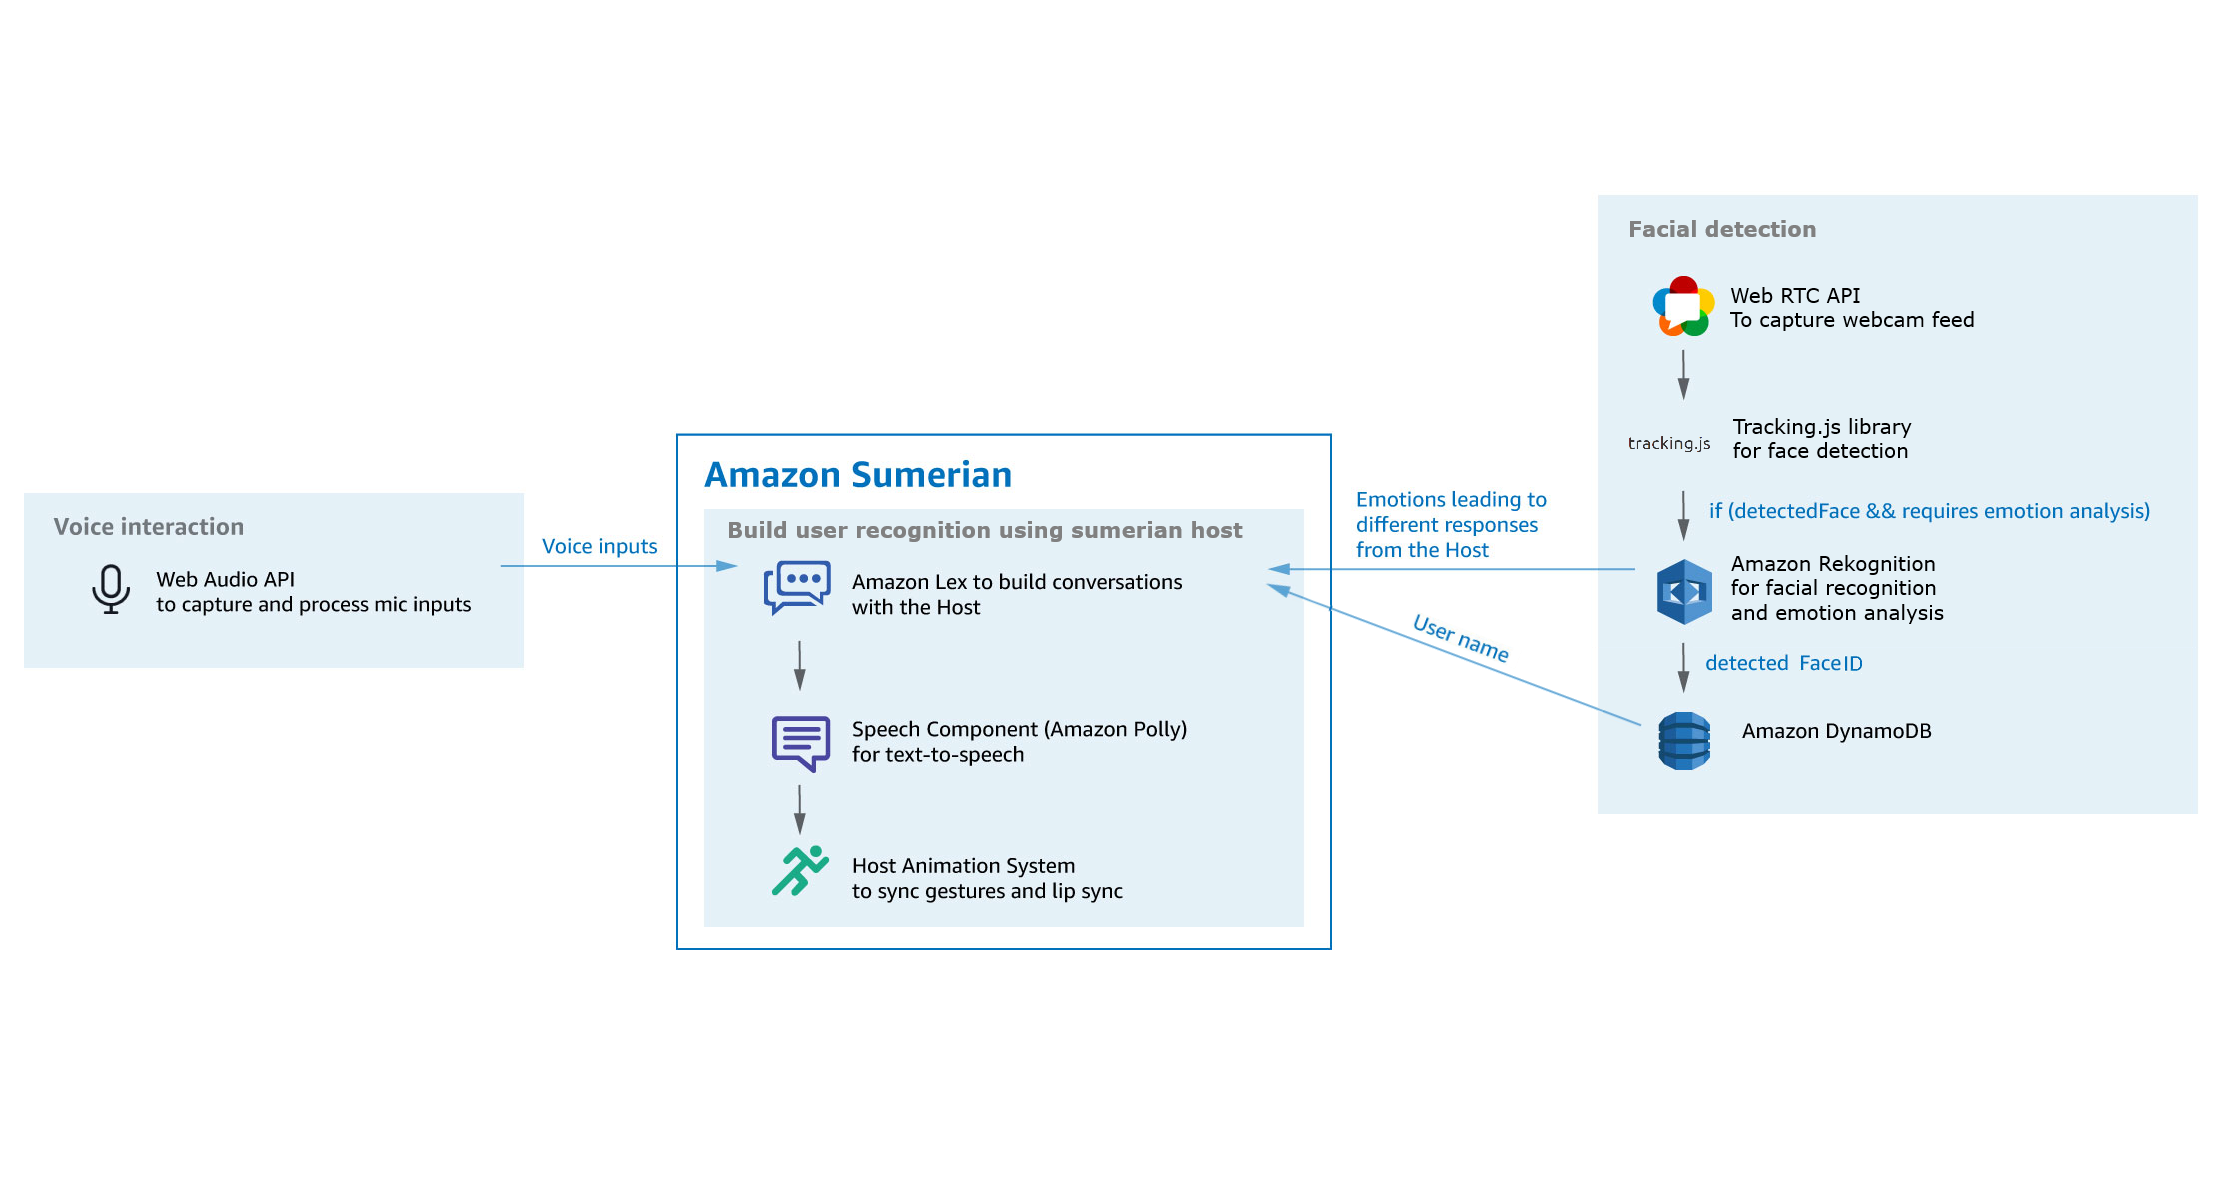 Voice interaction
Web Audio API
to capture and process mic inputs
Voice inputs
Amazon Sumerian
Build user recognition using sumerian host
Amazon Lex to build conversations
with the Host
Speech Component (Amazon Polly)
for text-to-speech
Host Animation System
to sync gestures and lip sync
Emotions leading to
different responses
from the Host
User name
Facial detection
Web RTC API
To capture webcam feed
tracking.js
Tracking.js library
for face detection
if (detectedFace && requires emotion analysis)
Amazon Rekognition
for facial recognition
and emotion analysis
detected FaceID
Amazon DynamoDB